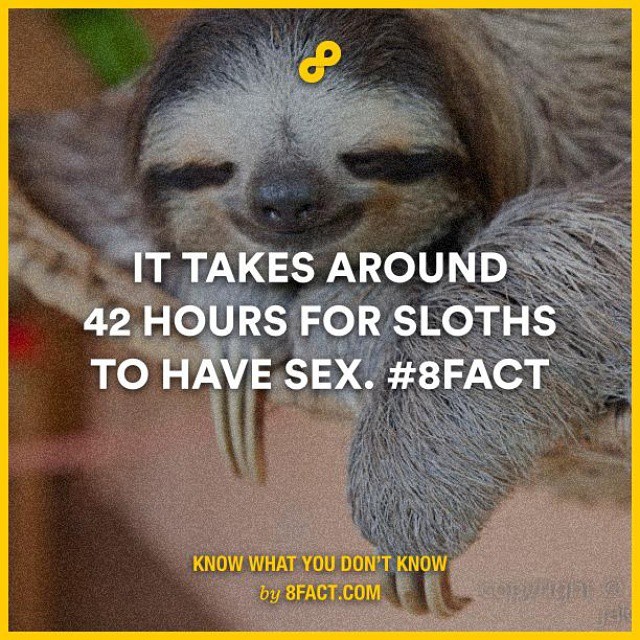 IT TAKES AROUND
42 HOURS FOR SLOTHS
TO HAVE SEX. #8FACT
KNOW WHAT YOU DON'T KNOW
by 8FACT.COM